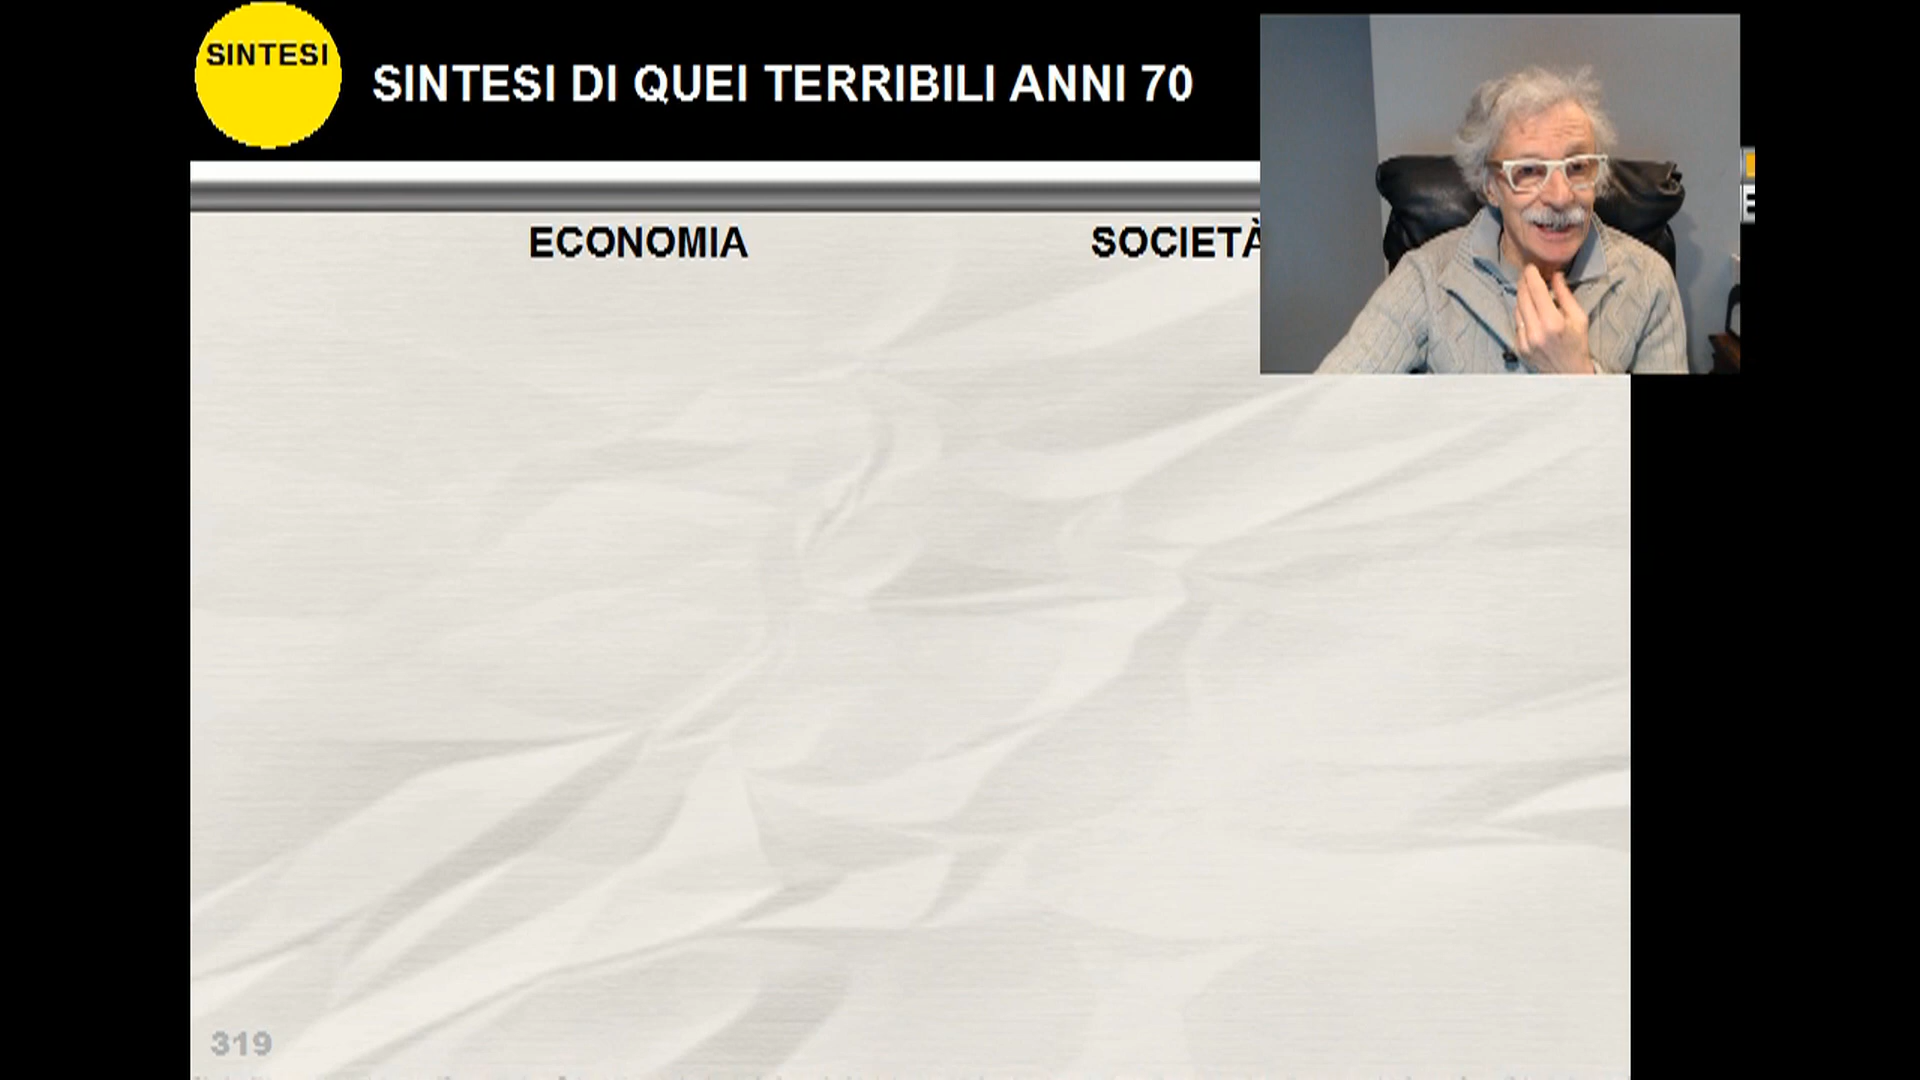 SINTESI
SINTESI DI QUEI TERRIBILI ANNI 70
ECONOMIA
SOCIETÀ
319